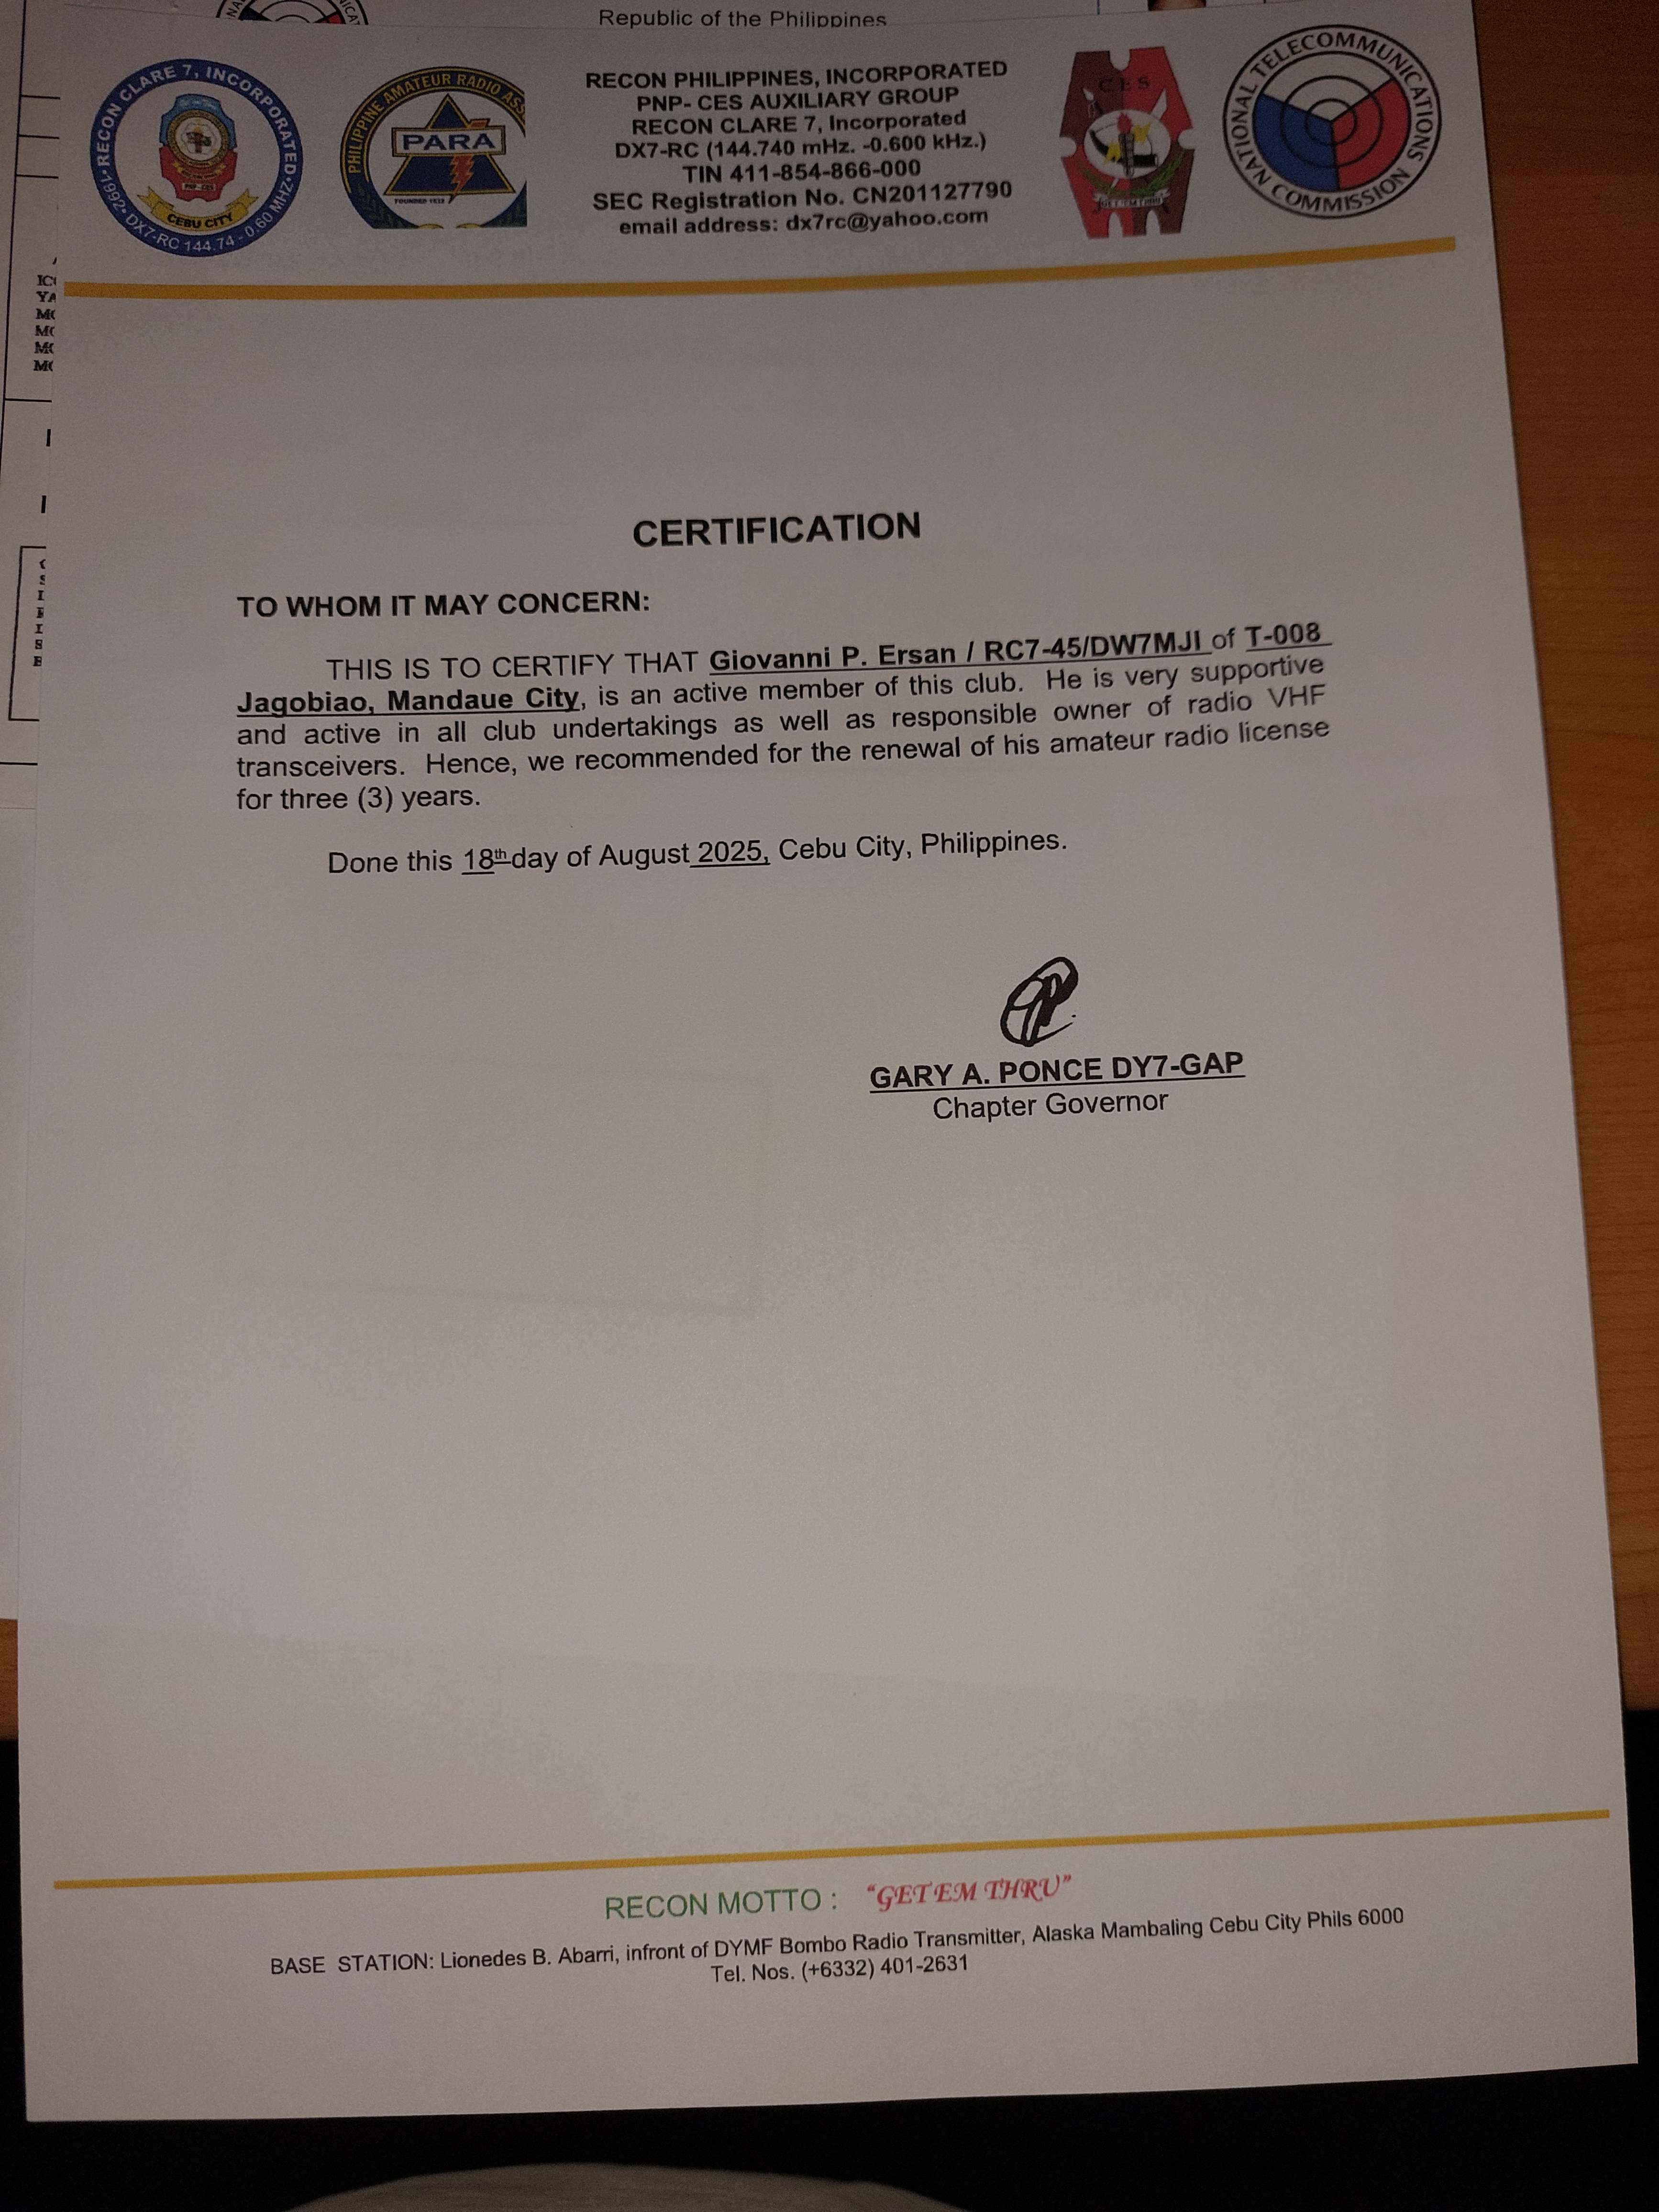 Republic of the Philippines
RECON CLARE 7, INCORPORATED
•1992• DX7-RC 144.74 - 0.60 MHZ•
PNP-CES
CEBU CITY
PHILIPPINE AMATEUR RADIO ASS
PARA
FOUNDED 1932
RECON PHILIPPINES, INCORPORATED
PNP- CES AUXILIARY GROUP
RECON CLARE 7, Incorporated
DX7-RC (144.740 mHz. -0.600 kHz.)
TIN 411-854-866-000
SEC Registration No. CN201127790
email address: dx7rc@yahoo.com
CES
NATIONAL TELECOMMUNICATIONS COMMISSION
YA
CERTIFICATION
TO WHOM IT MAY CONCERN:
THIS IS TO CERTIFY THAT Giovanni P. Ersan / RC7-45/DW7MJI of T-008
Jagobiao, Mandaue City, is an active member of this club. He is very supportive
and active in all club undertakings as well as responsible owner of radio VHF
transceivers. Hence, we recommended for the renewal of his amateur radio license
for three (3) years.
Done this 18th day of August 2025, Cebu City, Philippines.
GARY A. PONCE DY7-GAP
Chapter Governor
RECON MOTTO : "GET EM THRU"
BASE STATION: Lionedes B. Abarri, infront of DYMF Bombo Radio Transmitter, Alaska Mambaling Cebu City Phils 6000
Tel. Nos. (+6332) 401-2631